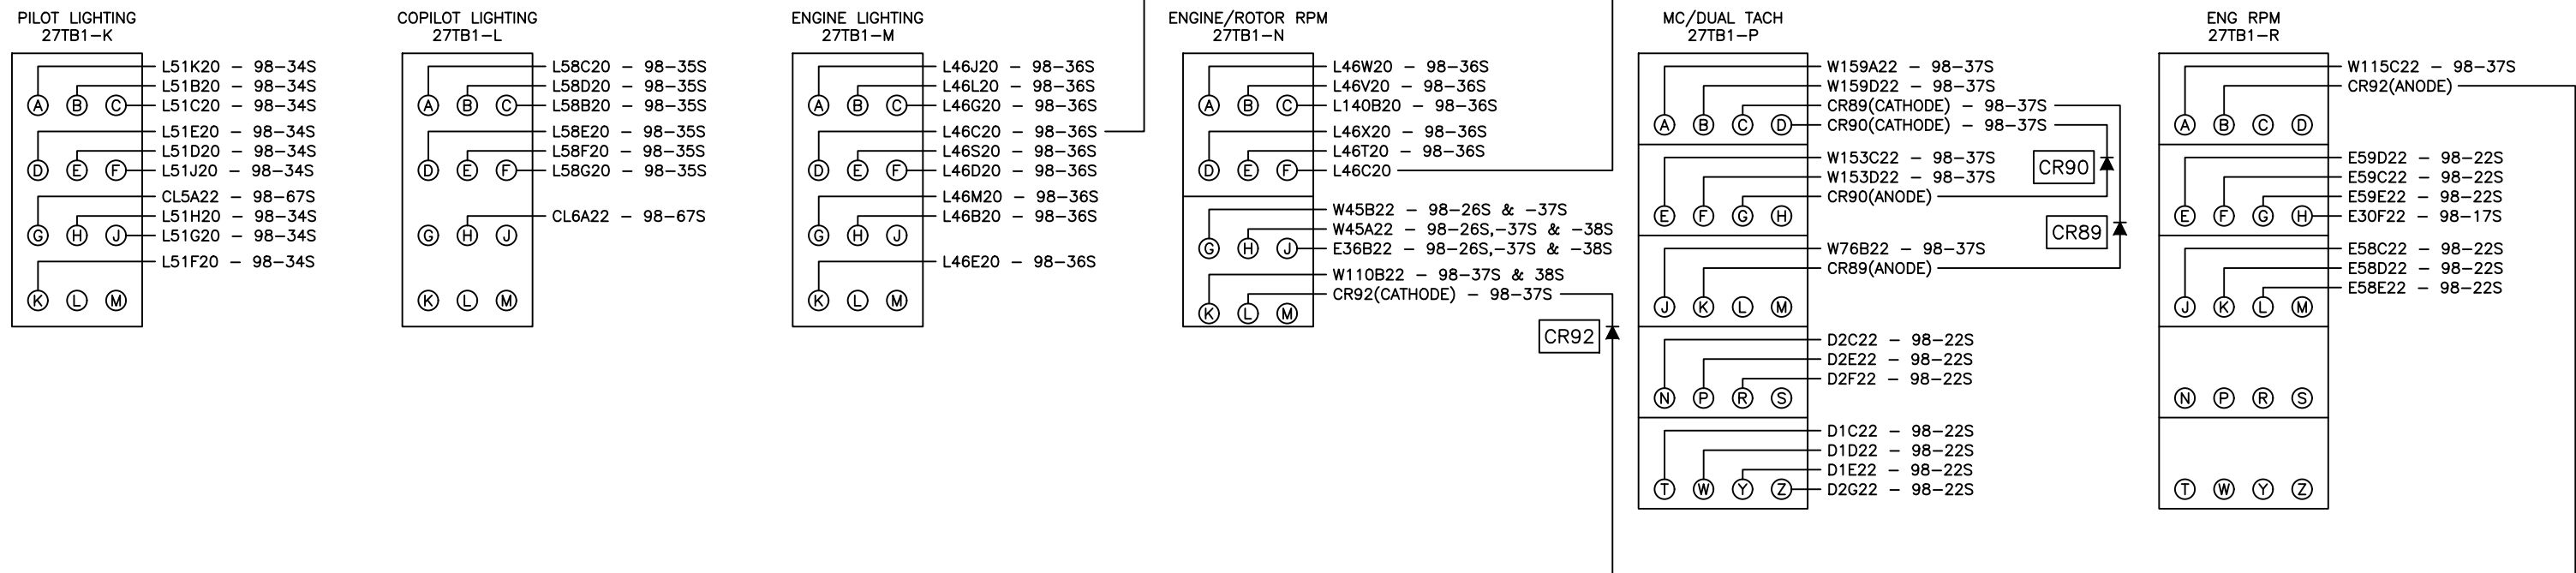 PILOT LIGHTING
27TB1-K
L51K20 - 98-34S
L51B20 - 98-34S
A B C L51C20 - 98-34S
L51E20 - 98-34S
L51D20 - 98-34S
D E F L51J20 - 98-34S
CL5A22 - 98-67S
L51H20 - 98-34S
G H J L51G20 - 98-34S
L51F20 - 98-34S
K L M
COPILOT LIGHTING
27TB1-L
L58C20 - 98-35S
L58D20 - 98-35S
A B C L58B20 - 98-35S
L58E20 - 98-35S
L58F20 - 98-35S
D E F L58G20 - 98-35S
CL6A22 - 98-67S
G H J
K L M
ENGINE LIGHTING
27TB1-M
L46J20 - 98-36S
L46L20 - 98-36S
A B C L46G20 - 98-36S
L46C20 - 98-36S
L46S20 - 98-36S
D E F L46D20 - 98-36S
L46M20 - 98-36S
L46B20 - 98-36S
G H J
L46E20 - 98-36S
K L M
ENGINE/ROTOR RPM
27TB1-N
L46W20 - 98-36S
L46V20 - 98-36S
A B C L140B20 - 98-36S
L46X20 - 98-36S
L46T20 - 98-36S
D E F L46C20
W45B22 - 98-26S & -37S
W45A22 - 98-26S,-37S & -38S
G H J E36B22 - 98-26S,-37S & -38S
W110B22 - 98-37S & 38S
CR92(CATHODE) - 98-37S
K L M
CR92
MC/DUAL TACH
27TB1-P
W159A22 - 98-37S
W159D22 - 98-37S
CR89(CATHODE) - 98-37S
A B C D CR90(CATHODE) - 98-37S
W153C22 - 98-37S
W153D22 - 98-37S
CR90
CR90(ANODE)
E F G H
CR89
W76B22 - 98-37S
CR89(ANODE)
J K L M
D2C22 - 98-22S
D2E22 - 98-22S
D2F22 - 98-22S
N P R S
D1C22 - 98-22S
D1D22 - 98-22S
D1E22 - 98-22S
T W Y Z D2G22 - 98-22S
ENG RPM
27TB1-R
W115C22 - 98-37S
CR92(ANODE)
A B C D
E59D22 - 98-22S
E59C22 - 98-22S
E59E22 - 98-22S
E F G H E30F22 - 98-17S
E58C22 - 98-22S
E58D22 - 98-22S
E58E22 - 98-22S
J K L M
N P R S
T W Y Z